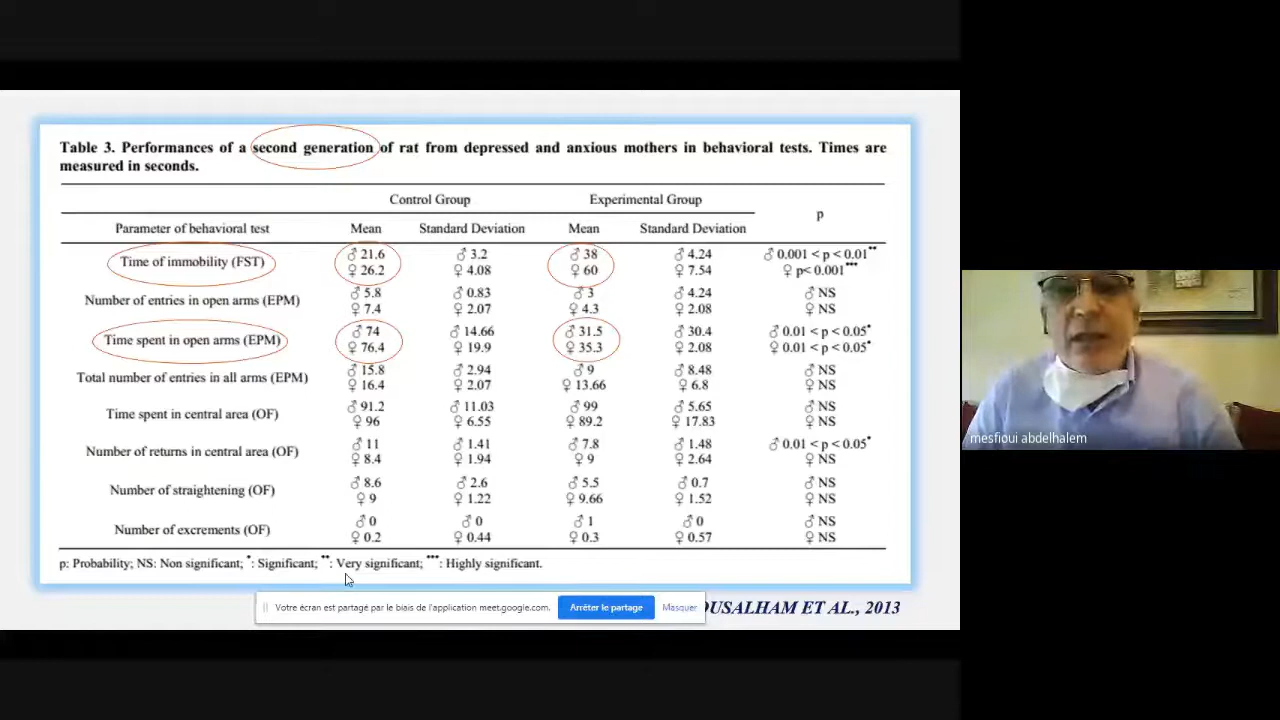 Table 3. Performances of a second generation of rat from depressed and anxious mothers in behavioral tests. Times are
measured in seconds.
Control Group Experimental Group
p
Parameter of behavioral test Mean Standard Deviation Mean Standard Deviation
Time of immobility (FST) ♂ 21.6 ♂ 3.2 ♂ 38 ♂ 4.24 ♂ 0.001 < p < 0.01**
♀ 26.2 ♀ 4.08 ♀ 60 ♀ 7.54 ♀ p< 0.001***
Number of entries in open arms (EPM) ♂ 5.8 ♂ 0.83 ♂ 3 ♂ 4.24 ♂ NS
♀ 7.4 ♀ 2.07 ♀ 4.3 ♀ 2.08 ♀ NS
Time spent in open arms (EPM) ♂ 74 ♂ 14.66 ♂ 31.5 ♂ 30.4 ♂ 0.01 < p < 0.05*
♀ 76.4 ♀ 19.9 ♀ 35.3 ♀ 2.08 ♀ 0.01 < p < 0.05*
Total number of entries in all arms (EPM) ♂ 15.8 ♂ 2.94 ♂ 9 ♂ 8.48 ♂ NS
♀ 16.4 ♀ 2.07 ♀ 13.66 ♀ 6.8 ♀ NS
Time spent in central area (OF) ♂ 91.2 ♂ 11.03 ♂ 99 ♂ 5.65 ♂ NS
♀ 96 ♀ 6.55 ♀ 89.2 ♀ 17.83 ♀ NS
Number of returns in central area (OF) ♂ 11 ♂ 1.41 ♂ 7.8 ♂ 1.48 ♂ 0.01 < p < 0.05*
♀ 8.4 ♀ 1.94 ♀ 9 ♀ 2.64 ♀ NS
Number of straightening (OF) ♂ 8.6 ♂ 2.6 ♂ 5.5 ♂ 0.7 ♂ NS
♀ 9 ♀ 1.22 ♀ 9.66 ♀ 1.52 ♀ NS
Number of excrements (OF) ♂ 0 ♂ 0 ♂ 1 ♂ 0 ♂ NS
♀ 0.2 ♀ 0.44 ♀ 0.3 ♀ 0.57 ♀ NS
p: Probability; NS: Non significant; *: Significant; **: Very significant; ***: Highly significant.
Votre écran est partagé par le biais de l'application meet.google.com. Arrêter le partage Masquer
OUSALHAM ET AL., 2013
mesfioui abdelhalem